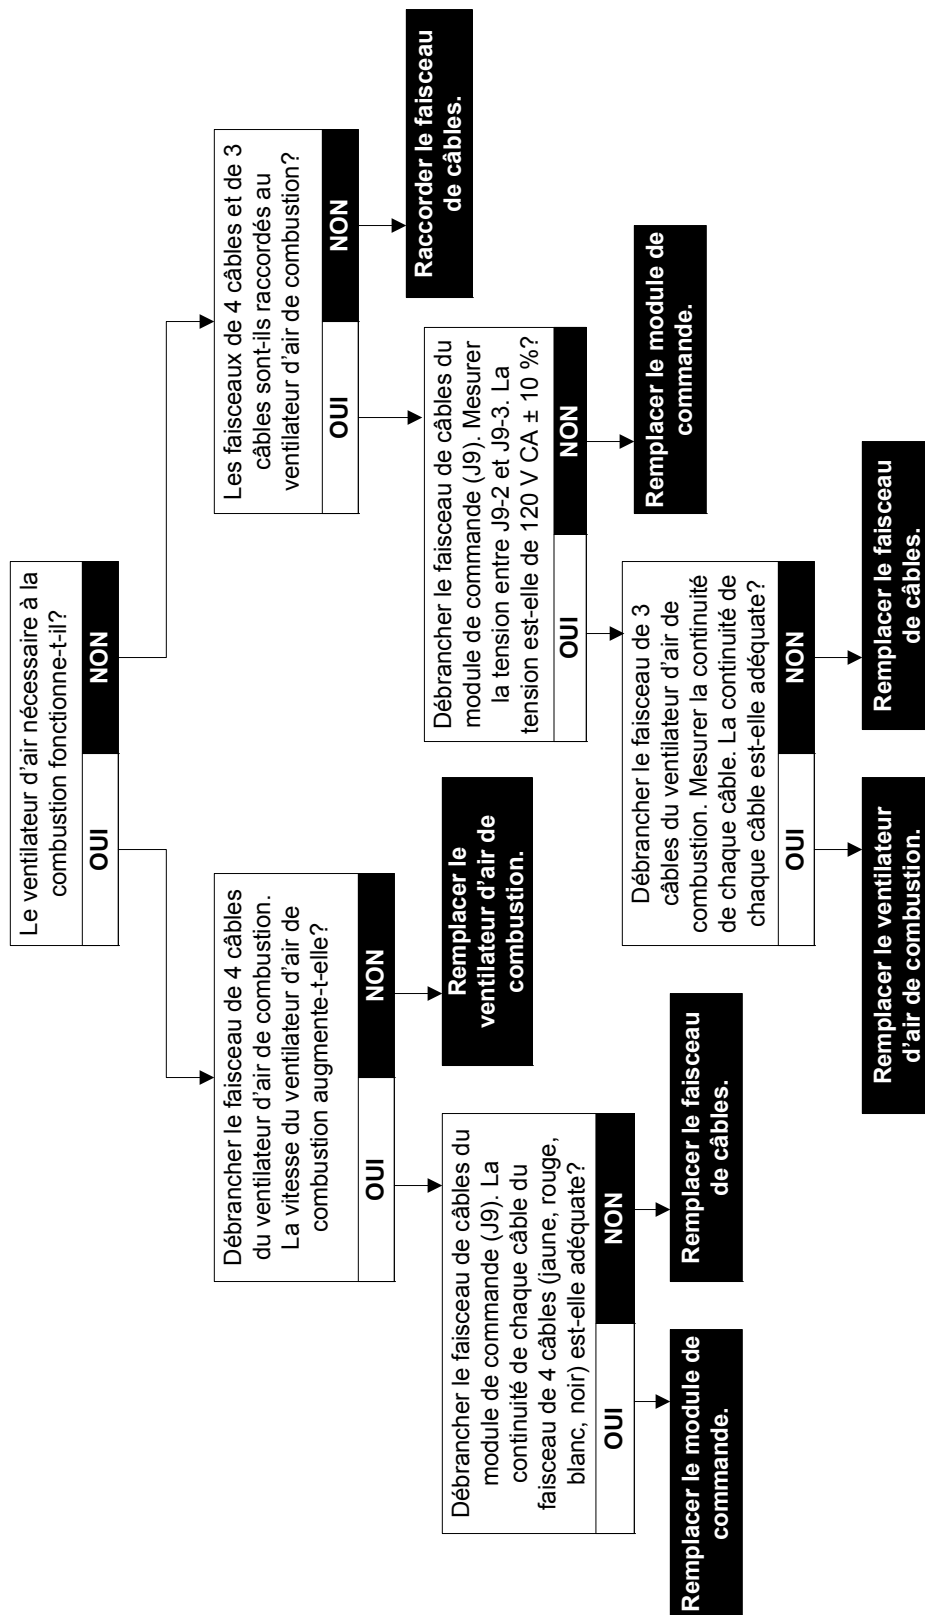 Le ventilateur d'air nécessaire à la
combustion fonctionne-t-il?
OUI
NON
Débrancher le faisceau de 4 câbles
du ventilateur d'air de combustion.
La vitesse du ventilateur d'air de
combustion augmente-t-elle?
OUI
NON
Les faisceaux de 4 câbles et de 3
câbles sont-ils raccordés au
ventilateur d'air de combustion?
OUI
NON
Débrancher le faisceau de câbles du
module de commande (J9). La
continuité de chaque câble du
faisceau de 4 câbles (jaune, rouge,
blanc, noir) est-elle adéquate?
OUI
NON
Remplacer le
ventilateur d'air de
combustion.
Débrancher le faisceau de câbles du
module de commande (J9). Mesurer
la tension entre J9-2 et J9-3. La
tension est-elle de 120 V CA ± 10 %?
OUI
NON
Raccorder le faisceau
de câbles.
Remplacer le module de
commande.
Remplacer le faisceau
de câbles.
Débrancher le faisceau de 3
câbles du ventilateur d'air de
combustion. Mesurer la continuité
de chaque câble. La continuité de
chaque câble est-elle adéquate?
OUI
NON
Remplacer le module de
commande.
Remplacer le ventilateur
d'air de combustion.
Remplacer le faisceau
de câbles.